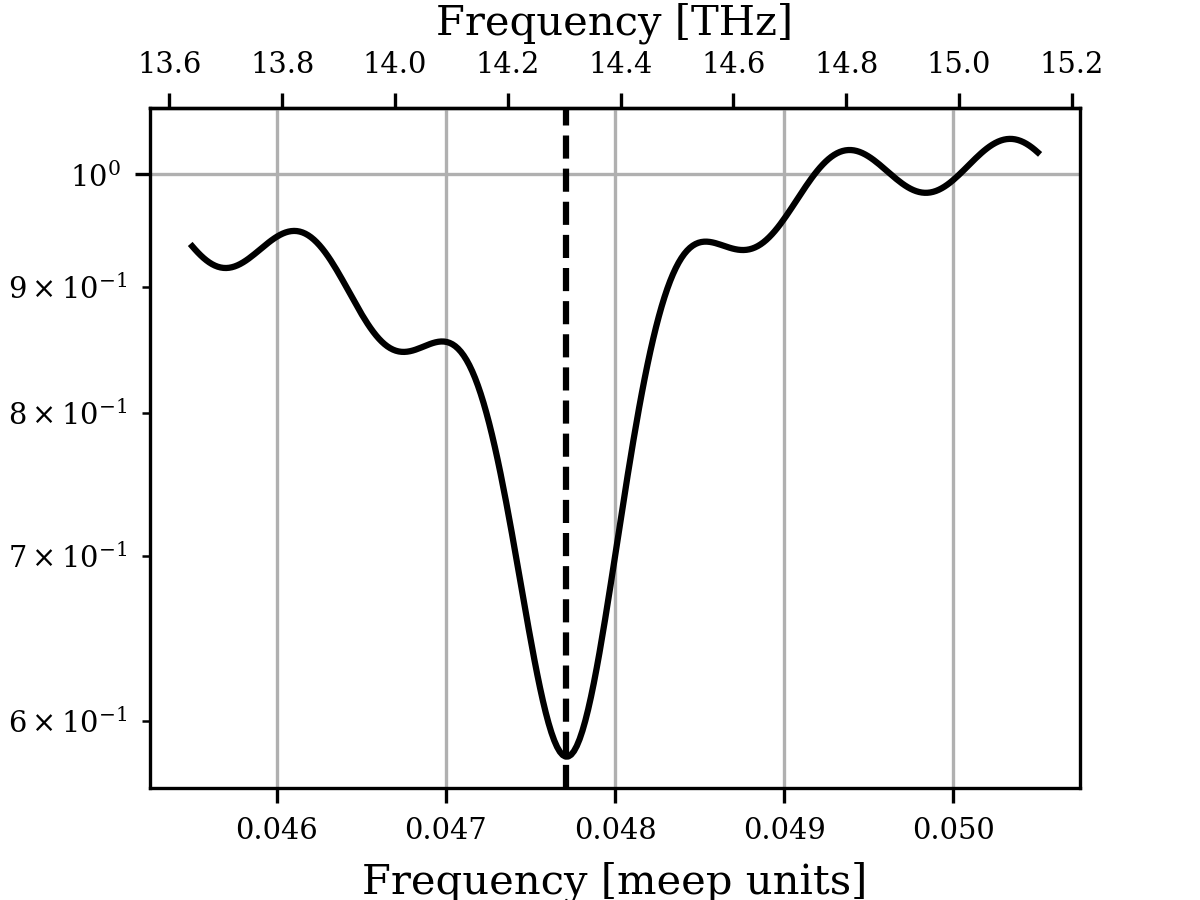 Frequency [THz]
13.6 13.8 14.0 14.2 14.4 14.6 14.8 15.0 15.2
10⁰
9 × 10⁻¹
8 × 10⁻¹
7 × 10⁻¹
6 × 10⁻¹
0.046 0.047 0.048 0.049 0.050
Frequency [meep units]